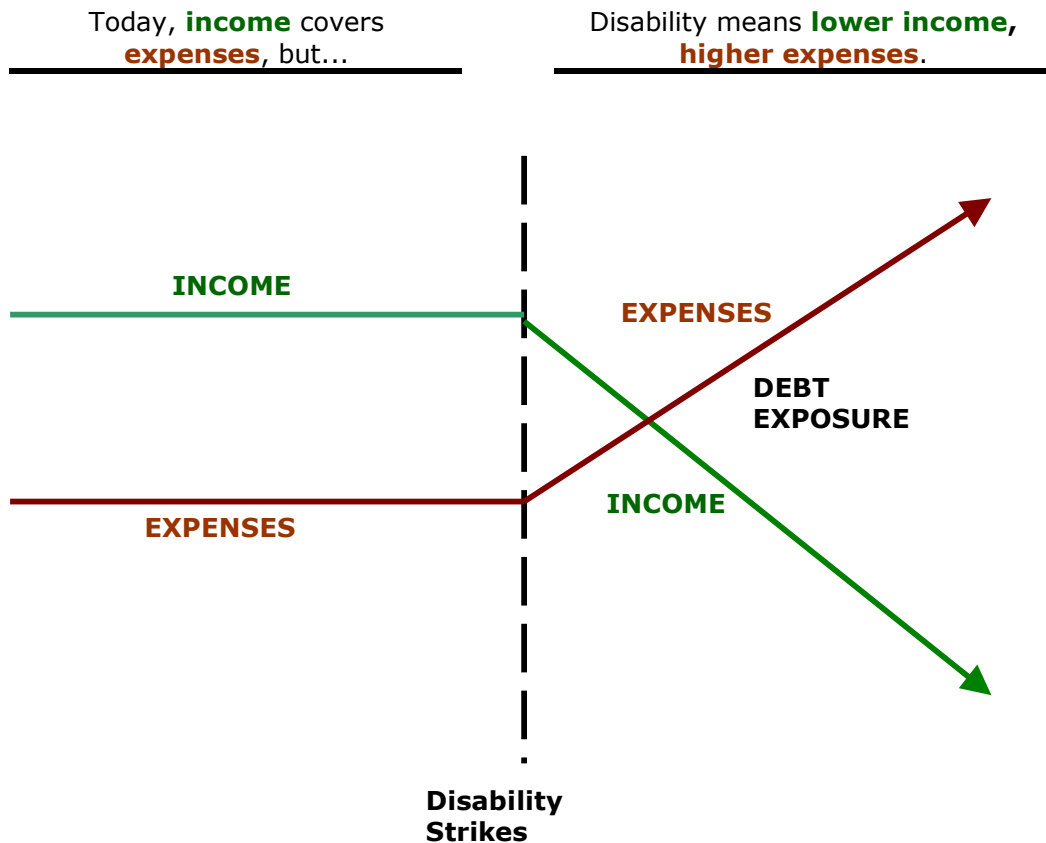 Today, income covers
expenses, but...
Disability means lower income,
higher expenses.
INCOME
EXPENSES
EXPENSES
DEBT
EXPOSURE
INCOME
Disability
Strikes